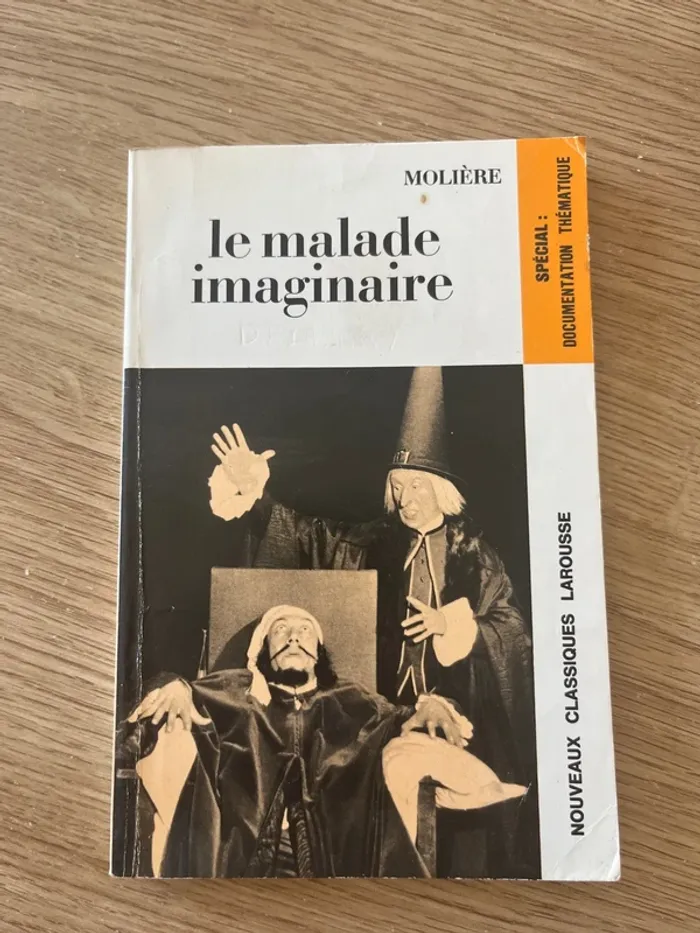 MOLIÈRE
le malade
imaginaire
SPÉCIAL :
DOCUMENTATION THÉMATIQUE
NOUVEAUX CLASSIQUES LAROUSSE